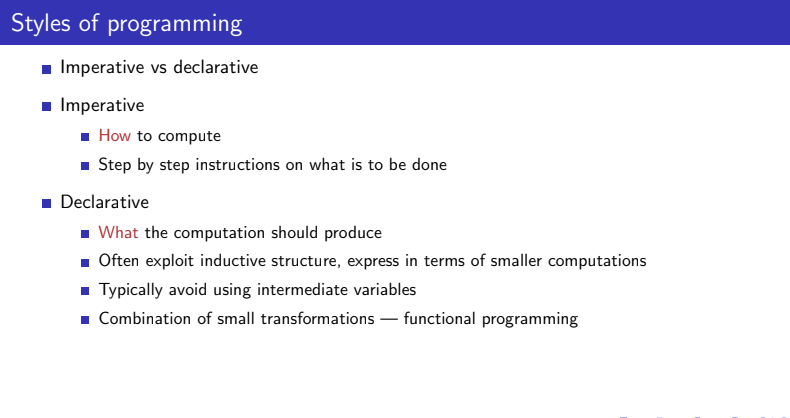 Styles of programming
Imperative vs declarative
Imperative
How to compute
Step by step instructions on what is to be done
Declarative
What the computation should produce
Often exploit inductive structure, express in terms of smaller computations
Typically avoid using intermediate variables
Combination of small transformations — functional programming